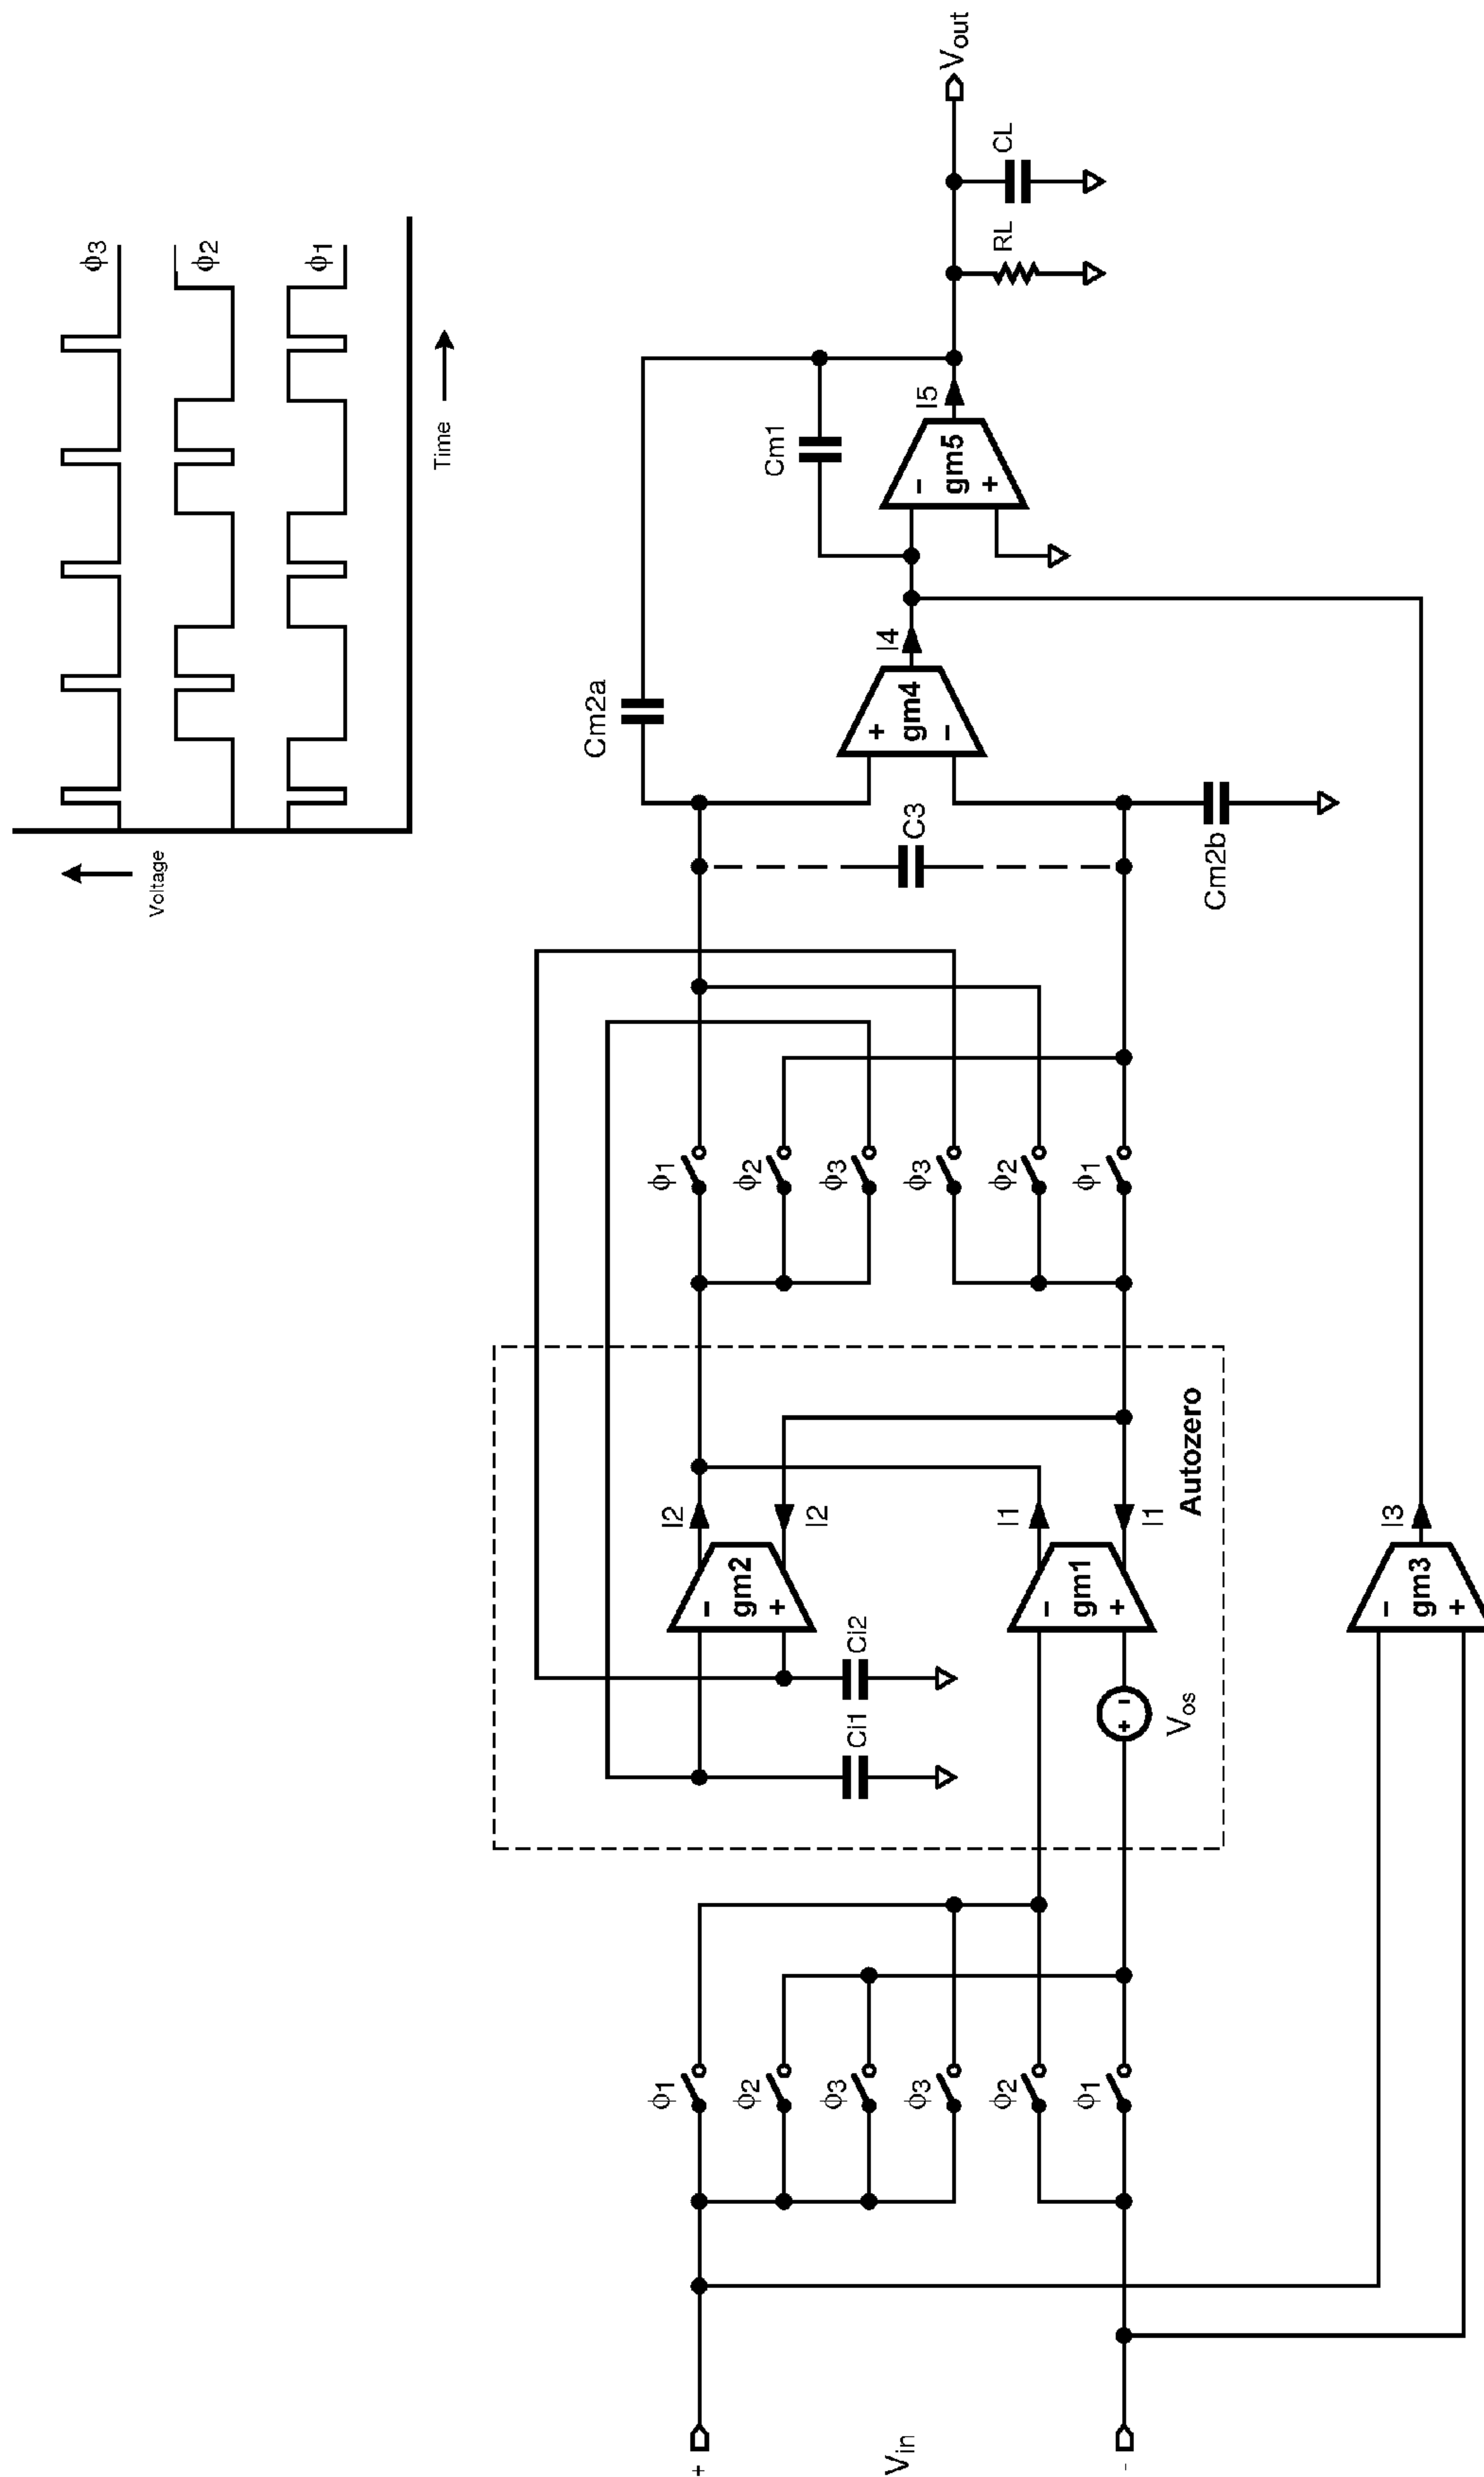 ϕ3
ϕ2
ϕ1
Voltage
Time
Vout
CL
RL
I5
Cm1
-
gm5
+
I4
Cm2a
+
gm4
-
C3
Cm2b
ϕ1
ϕ2
ϕ3
ϕ3
ϕ2
ϕ1
Autozero
I2
I2
I1
I1
I3
-
gm2
+
-
gm1
+
-
gm3
+
Ci2
Ci1
-
+
Vos
ϕ1
ϕ2
ϕ3
ϕ3
ϕ2
ϕ1
+
Vin
-